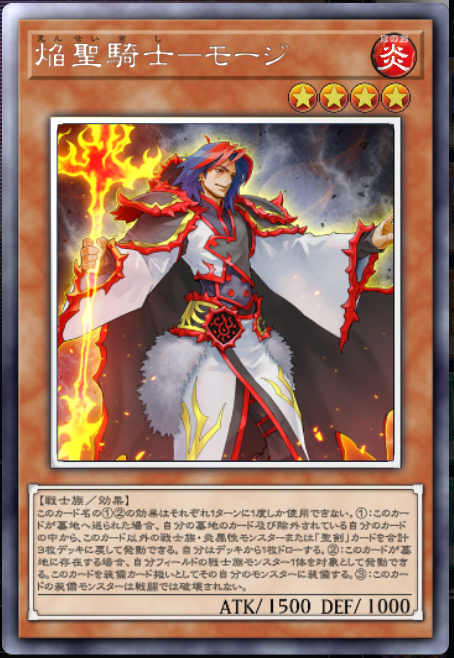 えんせいきし
焔聖騎士－モージ
ほのお
炎
【戦士族／効果】
このカード名の①②の効果はそれぞれ1ターンに1度しか使用できない。①：このカー
ドが墓地へ送られた場合、自分の墓地のカード及び除外されている自分のカード
の中から、このカード以外の戦士族・炎属性モンスターまたは「聖剣」カードを合計
3枚デッキに戻して発動できる。自分はデッキから1枚ドローする。②：このカードが墓
地に存在する場合、自分フィールドの戦士族モンスター1体を対象として発動でき
る。このカードを装備カード扱いとしてその自分のモンスターに装備する。③：このカー
ドの装備モンスターは戦闘では破壊されない。
ATK/1500 DEF/1000